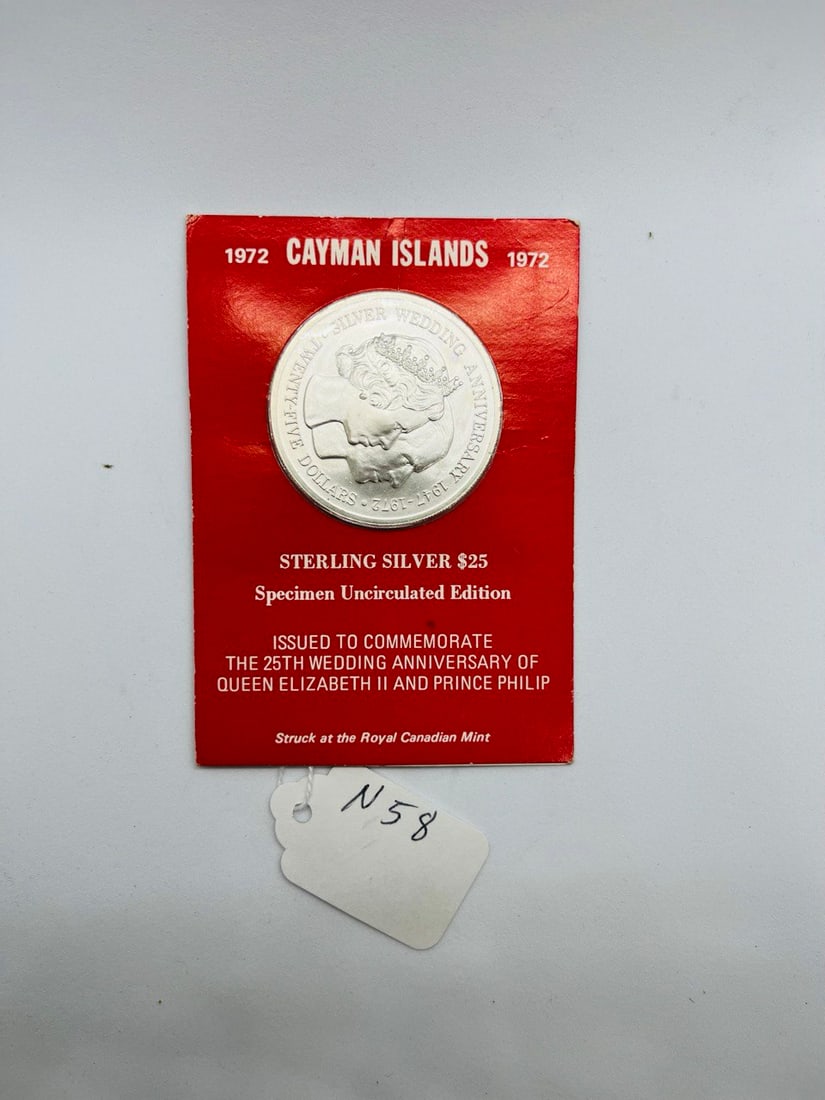 1972 CAYMAN ISLANDS 1972
SILVER WEDDING ANNIVERSARY 1947-1972 • TWENTY-FIVE DOLLARS •
STERLING SILVER $25
Specimen Uncirculated Edition
ISSUED TO COMMEMORATE
THE 25TH WEDDING ANNIVERSARY OF
QUEEN ELIZABETH II AND PRINCE PHILIP
Struck at the Royal Canadian Mint
N58